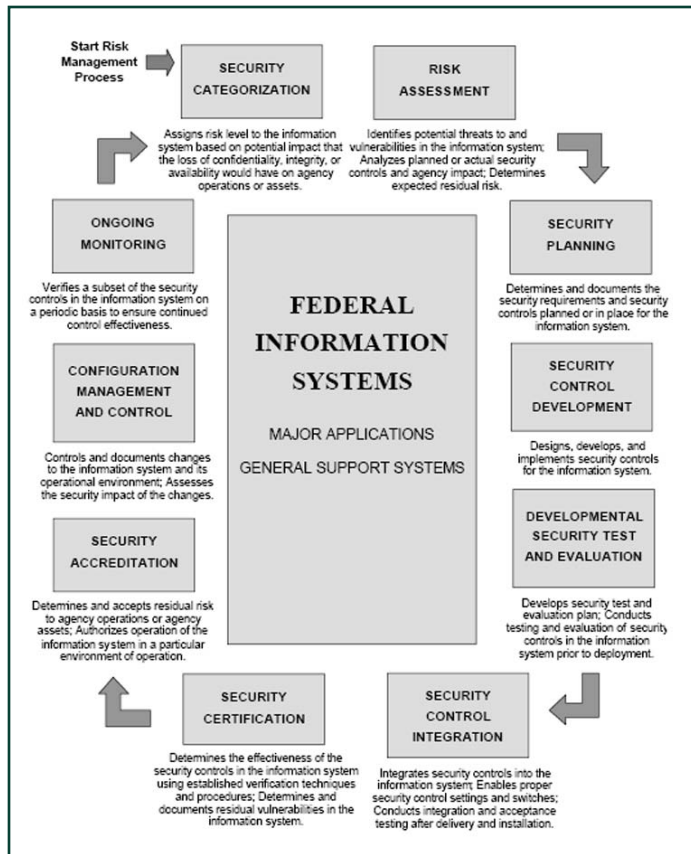 Start Risk
Management
Process
SECURITY
CATEGORIZATION
Assigns risk level to the information
system based on potential impact that
the loss of confidentiality, integrity, or
availability would have on agency
operations or assets.
RISK
ASSESSMENT
Identifies potential threats to and
vulnerabilities in the information system;
Analyzes planned or actual security
controls and agency impact; Determines
expected residual risk.
SECURITY
PLANNING
Determines and documents the
security requirements and security
controls planned or in place for the
information system.
SECURITY
CONTROL
DEVELOPMENT
Designs, develops, and
implements security controls
for the information system.
DEVELOPMENTAL
SECURITY TEST
AND EVALUATION
Develops security test and
evaluation plan; Conducts
testing and evaluation of security
controls in the information
system prior to deployment.
SECURITY
CONTROL
INTEGRATION
Integrates security controls into the
information system; Enables proper
security control settings and switches;
Conducts integration and acceptance
testing after delivery and installation.
SECURITY
CERTIFICATION
Determines the effectiveness of the
security controls in the information system
using established verification techniques
and procedures; Determines and
documents residual vulnerabilities in the
information system.
SECURITY
ACCREDITATION
Determines and accepts residual risk
to agency operations or agency
assets; Authorizes operation of the
information system in a particular
environment of operation.
CONFIGURATION
MANAGEMENT
AND CONTROL
Controls and documents changes
to the information system and its
operational environment; Assesses
the security impact of the changes.
ONGOING
MONITORING
Verifies a subset of the security
controls in the information system on
a periodic basis to ensure continued
control effectiveness.
FEDERAL
INFORMATION
SYSTEMS
MAJOR APPLICATIONS
GENERAL SUPPORT SYSTEMS